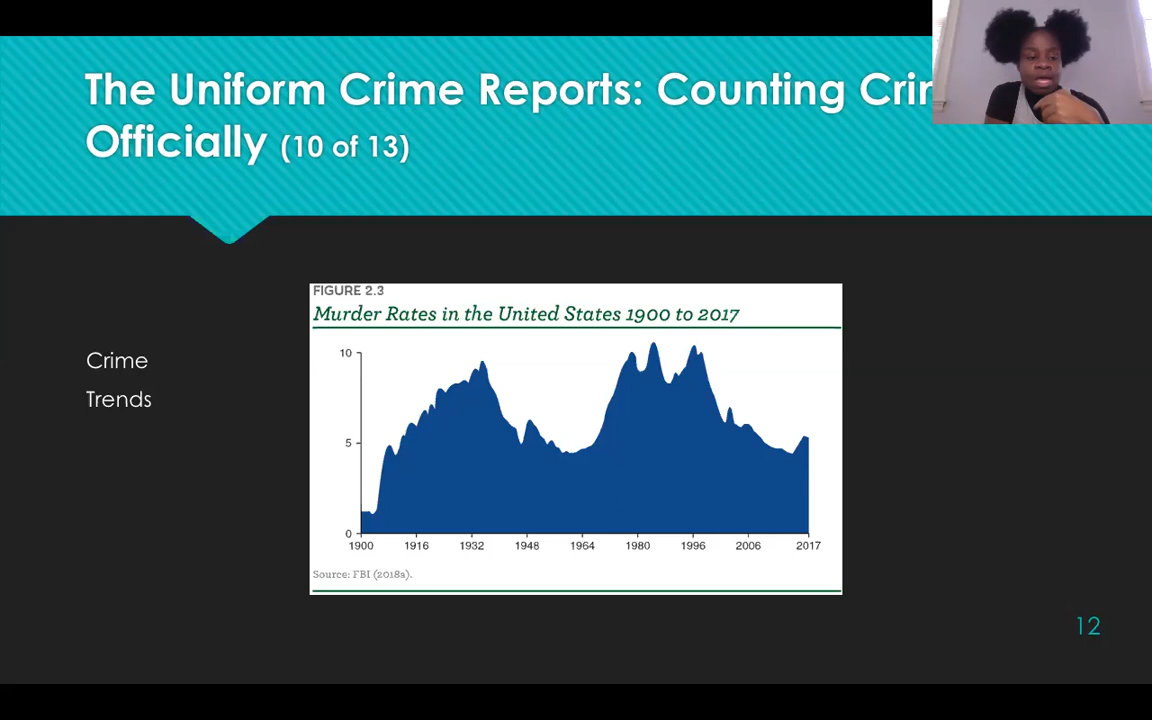 The Uniform Crime Reports: Counting
Officially (10 of 13)
Crime
Trends
FIGURE 2.3
Murder Rates in the United States 1900 to 2017
10
5
0
1900 1916 1932 1948 1964 1980 1996 2006 2017
Source: FBI (2018a).
12